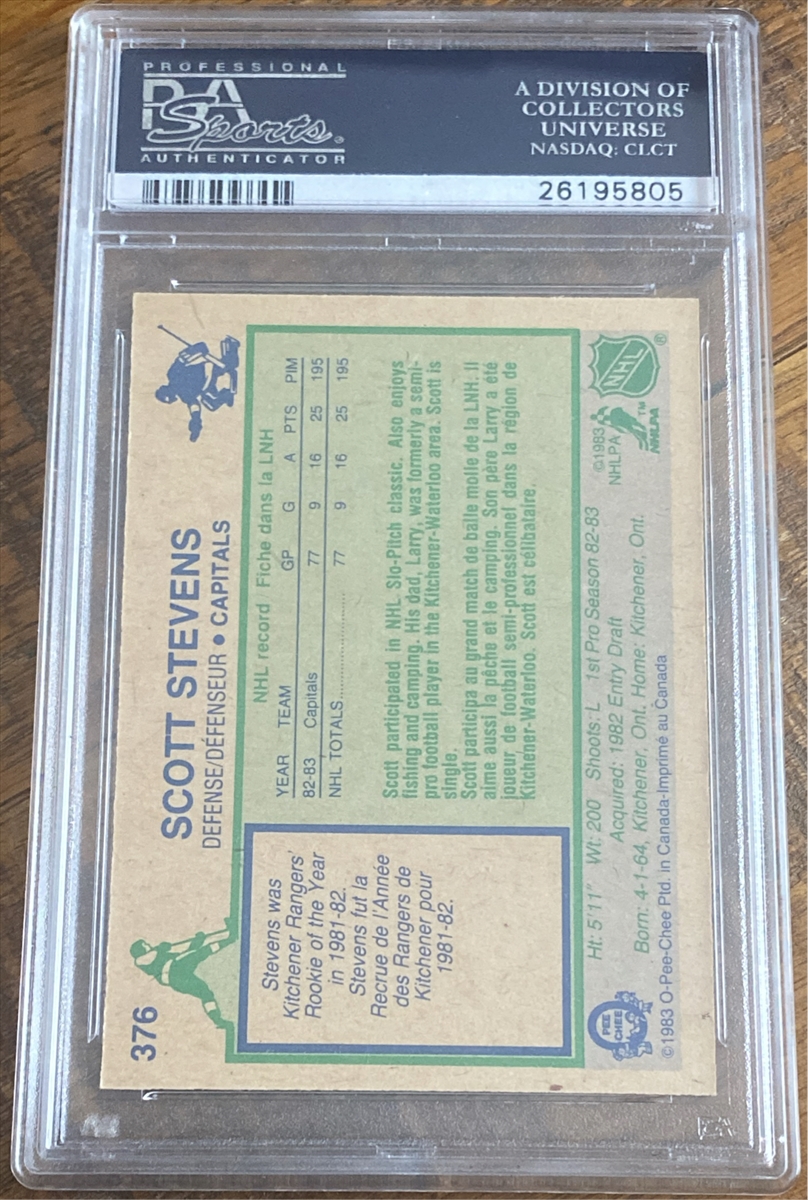 PROFESSIONAL
PSA
Sports
AUTHENTICATOR
A DIVISION OF
COLLECTORS
UNIVERSE
NASDAQ: CLCT
26195805
376
SCOTT STEVENS
DEFENSE/DÉFENSEUR • CAPITALS
Stevens was
Kitchener Rangers'
Rookie of the Year
in 1981-82.
Stevens fut la
Recrue de l'Année
des Rangers de
Kitchener pour
1981-82.
NHL record Fiche dans la LNH
YEAR TEAM GP G A PTS PIM
82-83 Capitals 77 9 16 25 195
NHL TOTALS.................... 77 9 16 25 195
Scott participated in NHL Slo-Pitch classic. Also enjoys
fishing and camping. His dad, Larry, was formerly a semi-
pro football player in the Kitchener-Waterloo area. Scott is
single.
Scott participa au grand match de balle molle de la LNH. Il
aime aussi la pêche et le camping. Son père Larry a été
joueur de football semi-professionnel dans la région de
Kitchener-Waterloo. Scott est célibataire.
Ht: 5'11" Wt: 200 Shoots: L 1st Pro Season 82-83
Acquired: 1982 Entry Draft
Born: 4-1-64, Kitchener, Ont. Home: Kitchener, Ont.
©1983 O-Pee-Chee Ptd. in Canada-Imprimé au Canada
O
PEE
CHEE
©1983
NHLPA
NHLPA™
NHL®